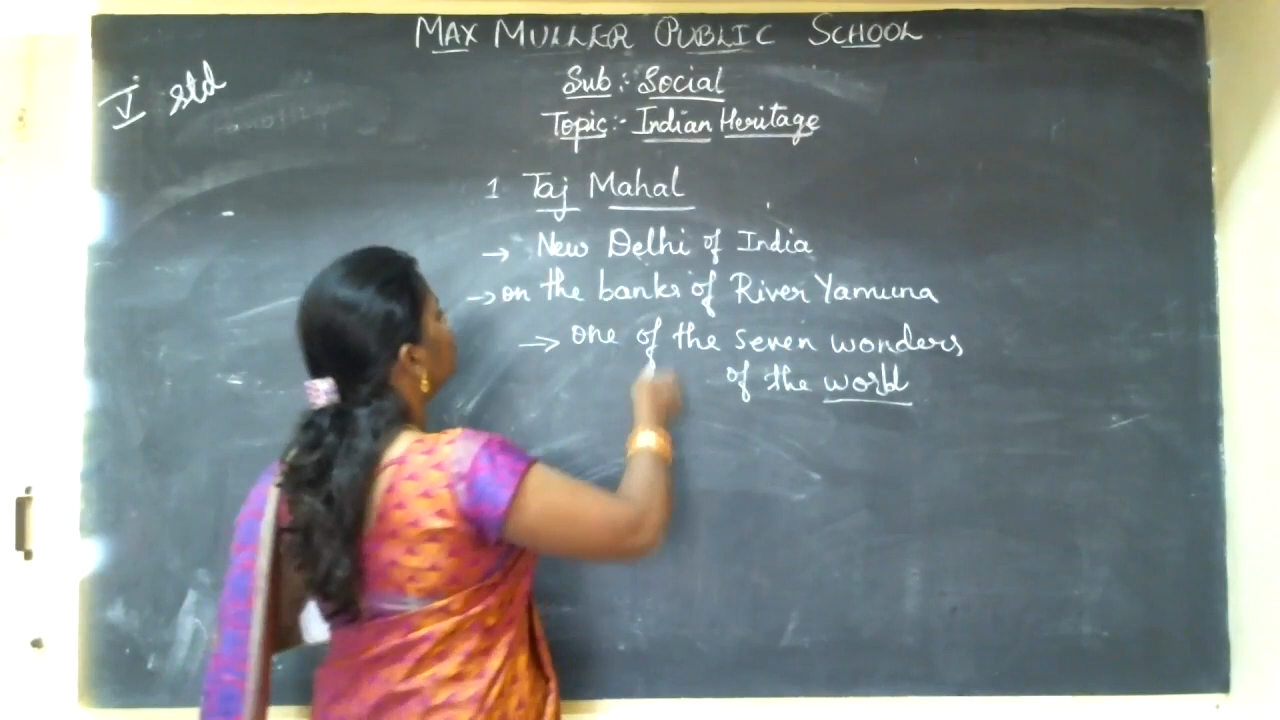 MAX MULLER PUBLIC SCHOOL
V std
Sub :- Social
Topic :- Indian Heritage
1 Taj Mahal
→ New Delhi of India
→ on the banks of River Yamuna
→ one of the seven wonders
of the world